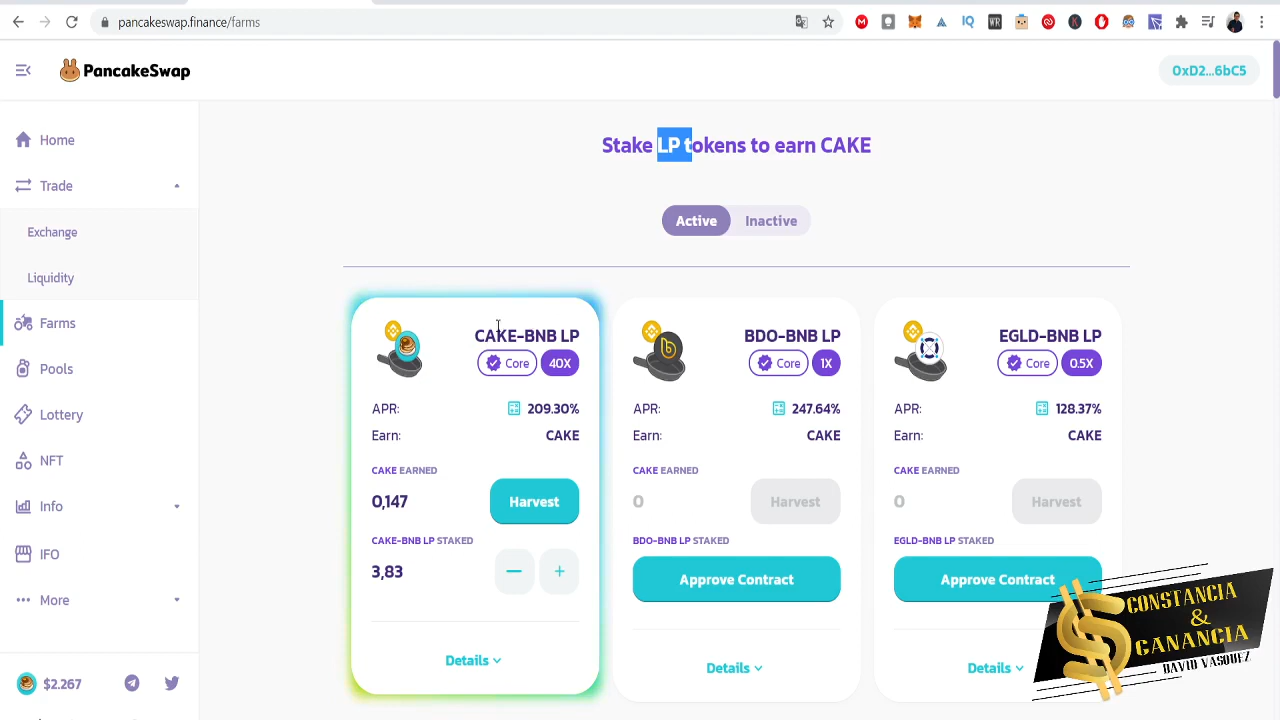 pancakeswap.finance/farms
PancakeSwap
0xD2...6bC5
Home
Trade
Exchange
Liquidity
Farms
Pools
Lottery
NFT
Info
IFO
More
$2.267
Stake LP tokens to earn CAKE
Active Inactive
CAKE-BNB LP
Core 40X
APR: 209.30%
Earn: CAKE
CAKE EARNED
0,147 Harvest
CAKE-BNB LP STAKED
3,83 − +
Details
BDO-BNB LP
Core 1X
APR: 247.64%
Earn: CAKE
CAKE EARNED
0 Harvest
BDO-BNB LP STAKED
Approve Contract
Details
EGLD-BNB LP
Core 0.5X
APR: 128.37%
Earn: CAKE
CAKE EARNED
0 Harvest
EGLD-BNB LP STAKED
Approve Contract
Details
CONSTANCIA
&
GANANCIA
DAVID VASQUEZ